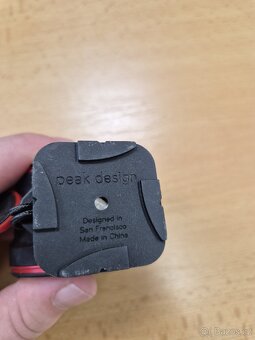 peak design
Designed in
San Francisco
Made in China